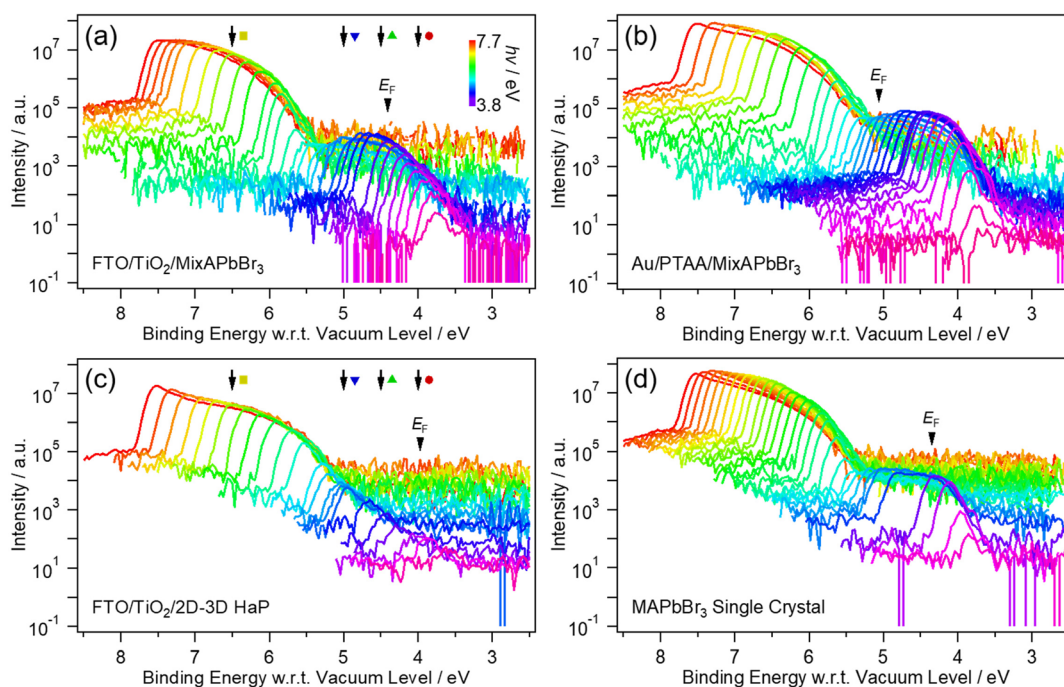 (a)
hν / eV
7.7
3.8
E_F
10^7
10^5
10^3
10^1
10^-1
Intensity / a.u.
FTO/TiO₂/MixAPbBr₃
8 7 6 5 4 3
Binding Energy w.r.t. Vacuum Level / eV
(b)
E_F
10^7
10^5
10^3
10^1
10^-1
Intensity / a.u.
Au/PTAA/MixAPbBr₃
8 7 6 5 4 3
Binding Energy w.r.t. Vacuum Level / eV
(c)
E_F
10^7
10^5
10^3
10^1
10^-1
Intensity / a.u.
FTO/TiO₂/2D-3D HaP
8 7 6 5 4 3
Binding Energy w.r.t. Vacuum Level / eV
(d)
E_F
10^7
10^5
10^3
10^1
10^-1
Intensity / a.u.
MAPbBr₃ Single Crystal
8 7 6 5 4 3
Binding Energy w.r.t. Vacuum Level / eV